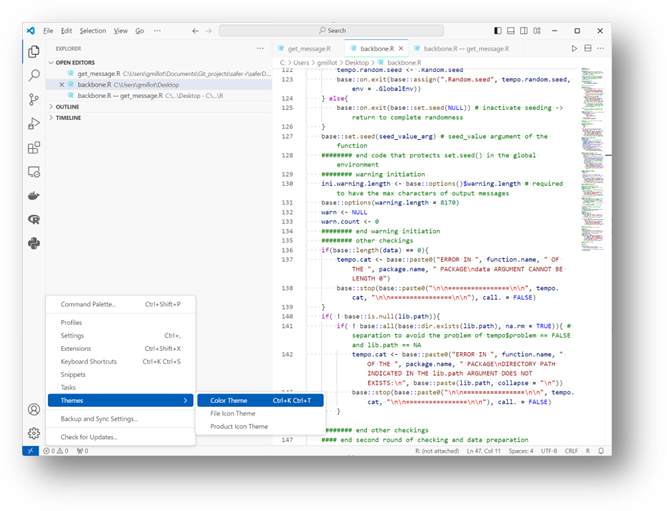 File Edit Selection View Go ...
Search
EXPLORER
OPEN EDITORS
get_message.R C:\Users\gmillot\Documents\Git_projects\safer-r\saferD...
backbone.R C:\Users\gmillot\Desktop
backbone.R ↔ get_message.R C:\...\Desktop - C:\...\R
OUTLINE
TIMELINE
get_message.R
backbone.R
backbone.R ↔ get_message.R
C: > Users > gmillot > Desktop > backbone.R
122 tempo.random.seed <- .Random.seed
123 base::on.exit(base::assign(".Random.seed", tempo.random.seed,
env = .GlobalEnv))
124 } else{
125 base::on.exit(base::set.seed(NULL)) # inactivate seeding ->
return to complete randomness
126 }
127 base::set.seed(seed_value_arg) # seed_value argument of the
function
128 ######## end code that protects set.seed() in the global
environment
129 ######## warning initiation
130 ini.warning.length <- base::options()$warning.length # required
to have the max characters of output messages
131 base::options(warning.length = 8170)
132 warn <- NULL
133 warn.count <- 0
134 ######## end warning initiation
135 ######## other checkings
136 if(base::length(data) == 0){
137 tempo.cat <- base::paste0("ERROR IN ", function.name, " OF
THE ", package.name, " PACKAGE\ndata ARGUMENT CANNOT BE
LENGTH 0")
138 base::stop(base::paste0("\n\n================\n\n", tempo.
cat, "\n\n================\n\n"), call. = FALSE)
139 }
140 if( ! base::is.null(lib.path)){
141 if( ! base::all(base::dir.exists(lib.path), na.rm = TRUE)){ #
separation to avoid the problem of tempo$problem == FALSE
and lib.path == NA
142 tempo.cat <- base::paste0("ERROR IN ", function.name, "
OF THE ", package.name, " PACKAGE\nDIRECTORY PATH
INDICATED IN THE lib.path ARGUMENT DOES NOT
EXISTS:\n", base::paste(lib.path, collapse = "\n"))
base::stop(base::paste0("\n\n================\n\n", tempo.
cat, "\n\n================\n\n"), call. = FALSE)
}
####### end other checkings
147 #### end second round of checking and data preparation
Command Palette... Ctrl+Shift+P
Profiles
Settings Ctrl+,
Extensions Ctrl+Shift+X
Keyboard Shortcuts Ctrl+K Ctrl+S
Snippets
Tasks
Themes
Backup and Sync Settings...
Check for Updates...
Color Theme Ctrl+K Ctrl+T
File Icon Theme
Product Icon Theme
0 0 0 R: (not attached) Ln 47, Col 11 Spaces: 4 UTF-8 CRLF R